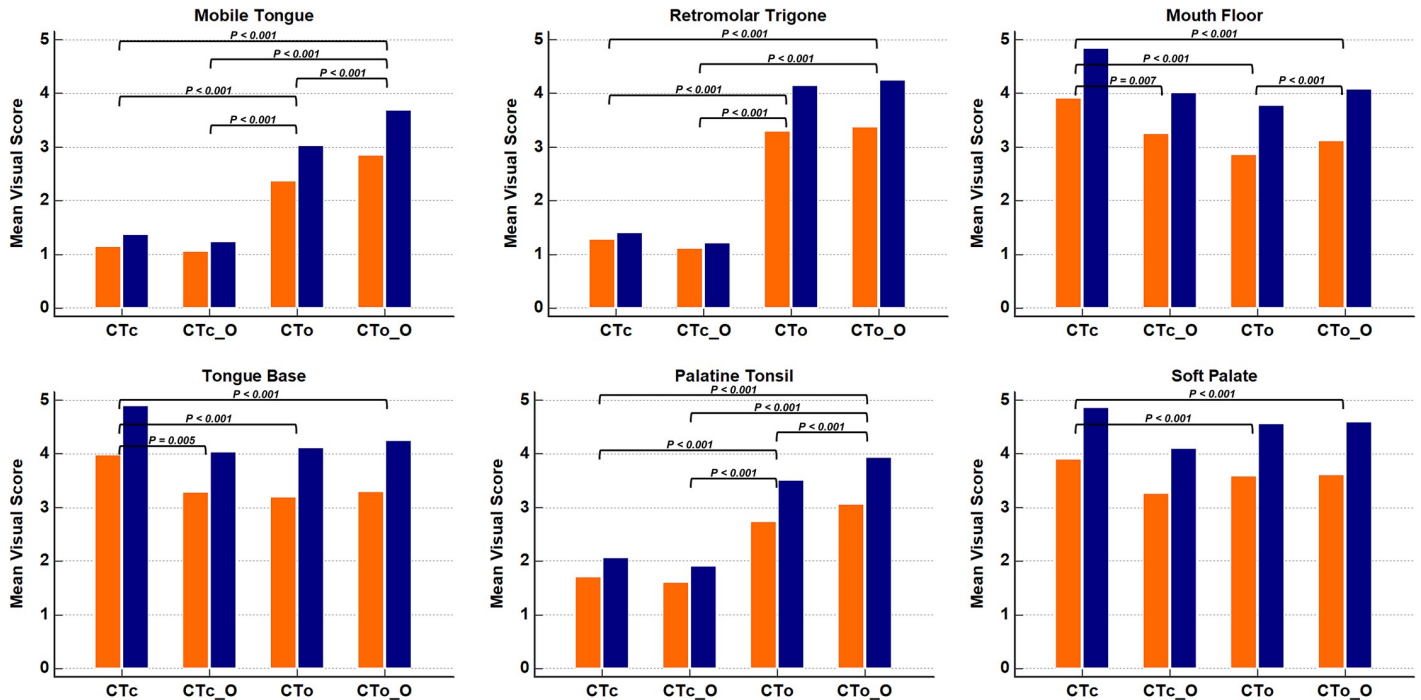 Mobile Tongue
Mean Visual Score
5
4
3
2
1
0
P < 0.001
P < 0.001
P < 0.001
P < 0.001
P < 0.001
CTc CTc_O CTo CTo_O
Retromolar Trigone
Mean Visual Score
5
4
3
2
1
0
P < 0.001
P < 0.001
P < 0.001
P < 0.001
CTc CTc_O CTo CTo_O
Mouth Floor
Mean Visual Score
5
4
3
2
1
0
P < 0.001
P < 0.001
P = 0.007 P < 0.001
CTc CTc_O CTo CTo_O
Tongue Base
Mean Visual Score
5
4
3
2
1
0
P < 0.001
P < 0.001
P = 0.005
CTc CTc_O CTo CTo_O
Palatine Tonsil
Mean Visual Score
5
4
3
2
1
0
P < 0.001
P < 0.001
P < 0.001
P < 0.001
P < 0.001
CTc CTc_O CTo CTo_O
Soft Palate
Mean Visual Score
5
4
3
2
1
0
P < 0.001
P < 0.001
CTc CTc_O CTo CTo_O